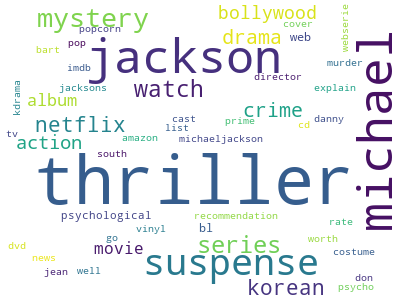 mystery
bollywood
popcorn
cover
webserie
bart
pop
drama
web
jackson
imdb
director
murder
michael
kdrama
jacksons
watch
explain
album
crime
netflix
cast
prime
cd
danny
tv
action
amazon
list
michaeljackson
south
rate
thriller
psychological
recommendation
vinyl
bl
dvd
go
series
worth
news
movie
suspense
costume
jean
well
korean
don
psycho